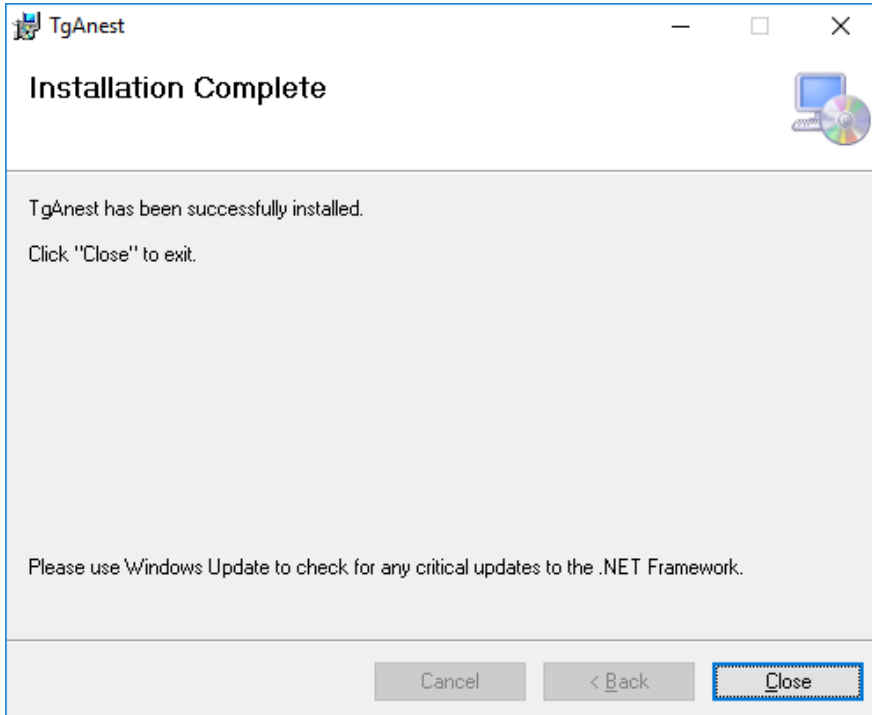 TgAnest
Installation Complete
TgAnest has been successfully installed.
Click "Close" to exit.
Please use Windows Update to check for any critical updates to the .NET Framework.
Cancel
< Back
Close